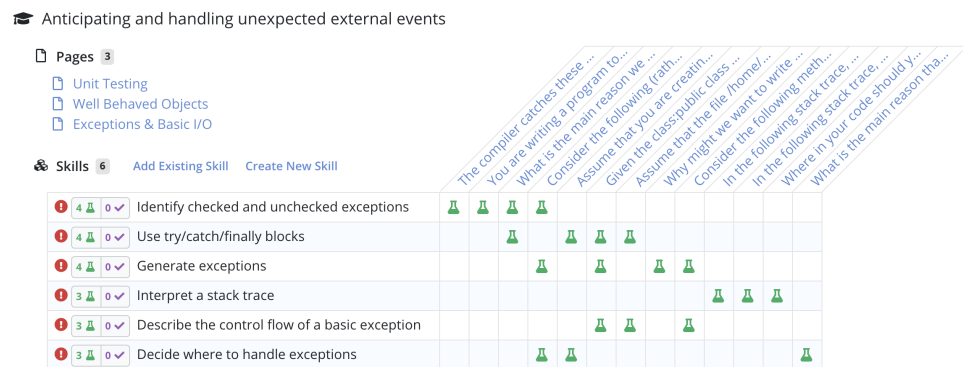 Anticipating and handling unexpected external events
Pages 3
Unit Testing
Well Behaved Objects
Exceptions & Basic I/O
Skills 6 Add Existing Skill Create New Skill
The compiler catches these ...
You are writing a program to...
What is the main reason we ...
Consider the following (rath...
Assume that you are creatin...
Given the class:public class ...
Assume that the file /home/...
Why might we want to write ...
Consider the following meth...
In the following stack trace, ...
In the following stack trace, ...
Where in your code should y...
What is the main reason tha...
4 0 Identify checked and unchecked exceptions
4 0 Use try/catch/finally blocks
4 0 Generate exceptions
3 0 Interpret a stack trace
3 0 Describe the control flow of a basic exception
3 0 Decide where to handle exceptions